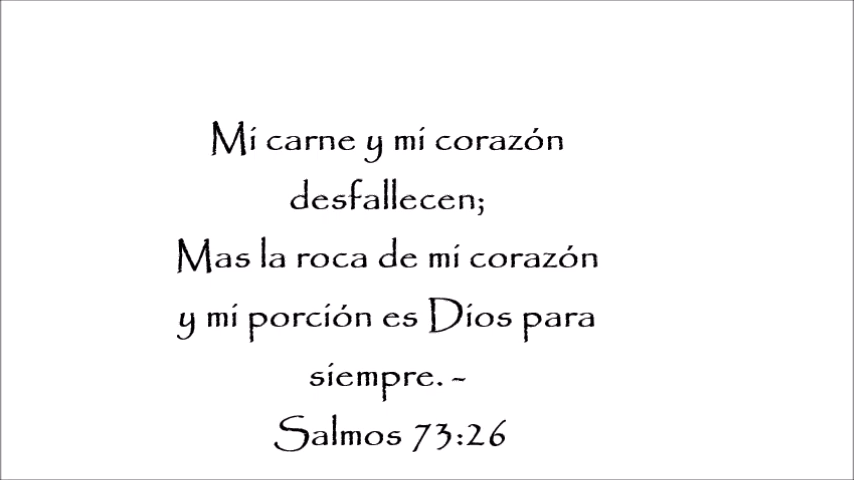 Mi carne y mi corazón
desfallecen;
Mas la roca de mi corazón
y mi porción es Dios para
siempre. -
Salmos 73:26